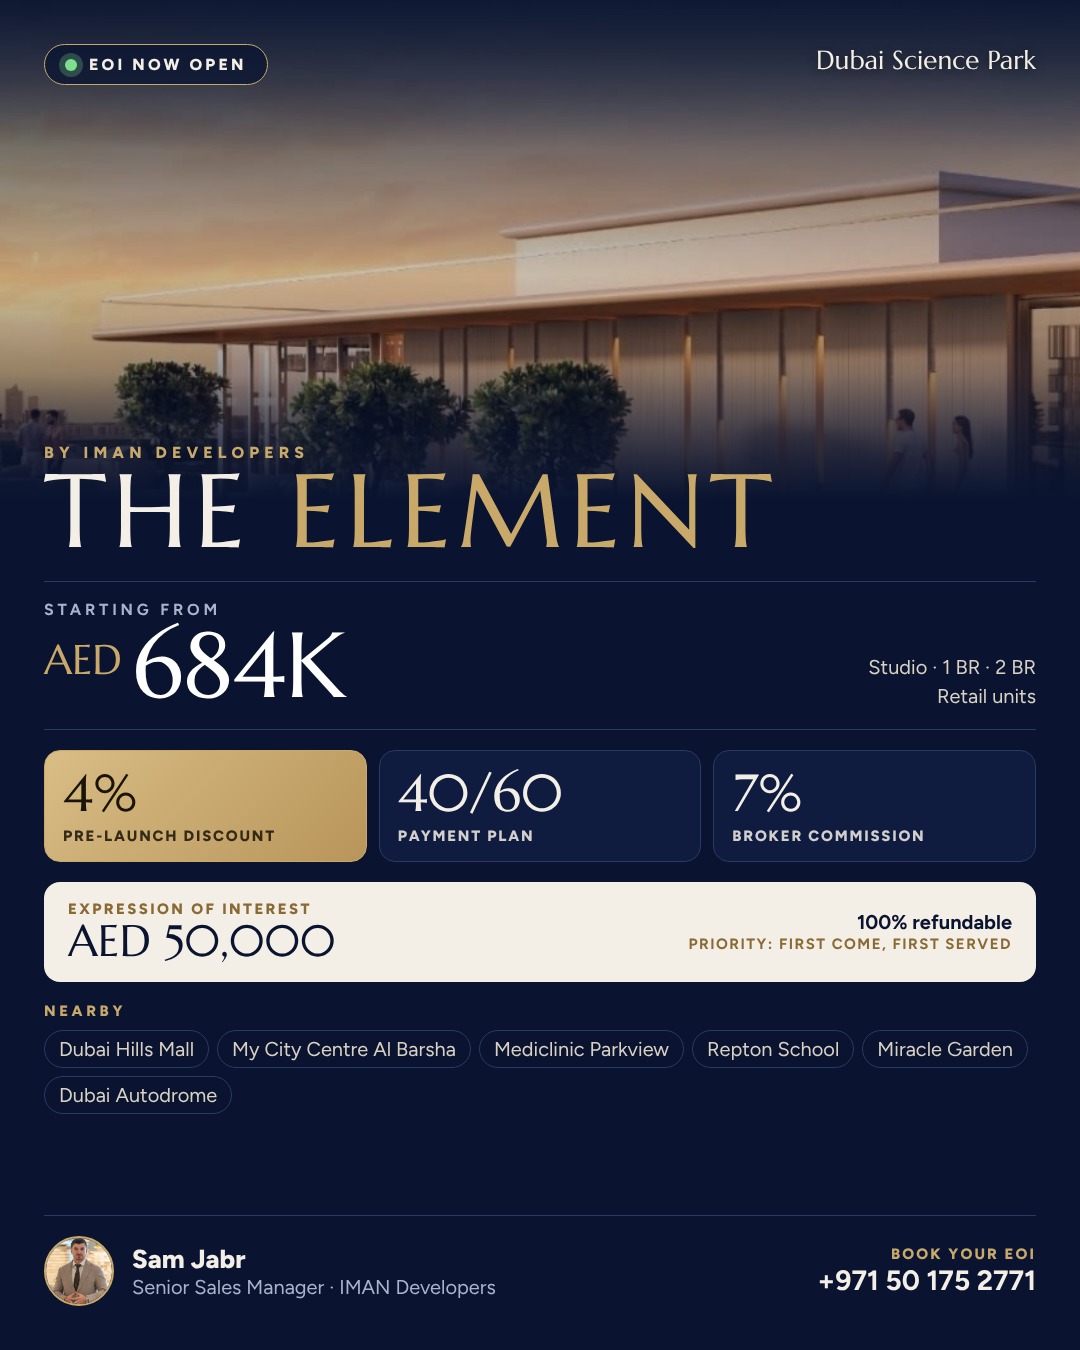 EOI NOW OPEN
Dubai Science Park
BY IMAN DEVELOPERS
THE ELEMENT
STARTING FROM
AED 684K
Studio · 1 BR · 2 BR
Retail units
4%
PRE-LAUNCH DISCOUNT
40/60
PAYMENT PLAN
7%
BROKER COMMISSION
EXPRESSION OF INTEREST
AED 50,000
100% refundable
PRIORITY: FIRST COME, FIRST SERVED
NEARBY
Dubai Hills Mall
My City Centre Al Barsha
Mediclinic Parkview
Repton School
Miracle Garden
Dubai Autodrome
Sam Jabr
Senior Sales Manager · IMAN Developers
BOOK YOUR EOI
+971 50 175 2771